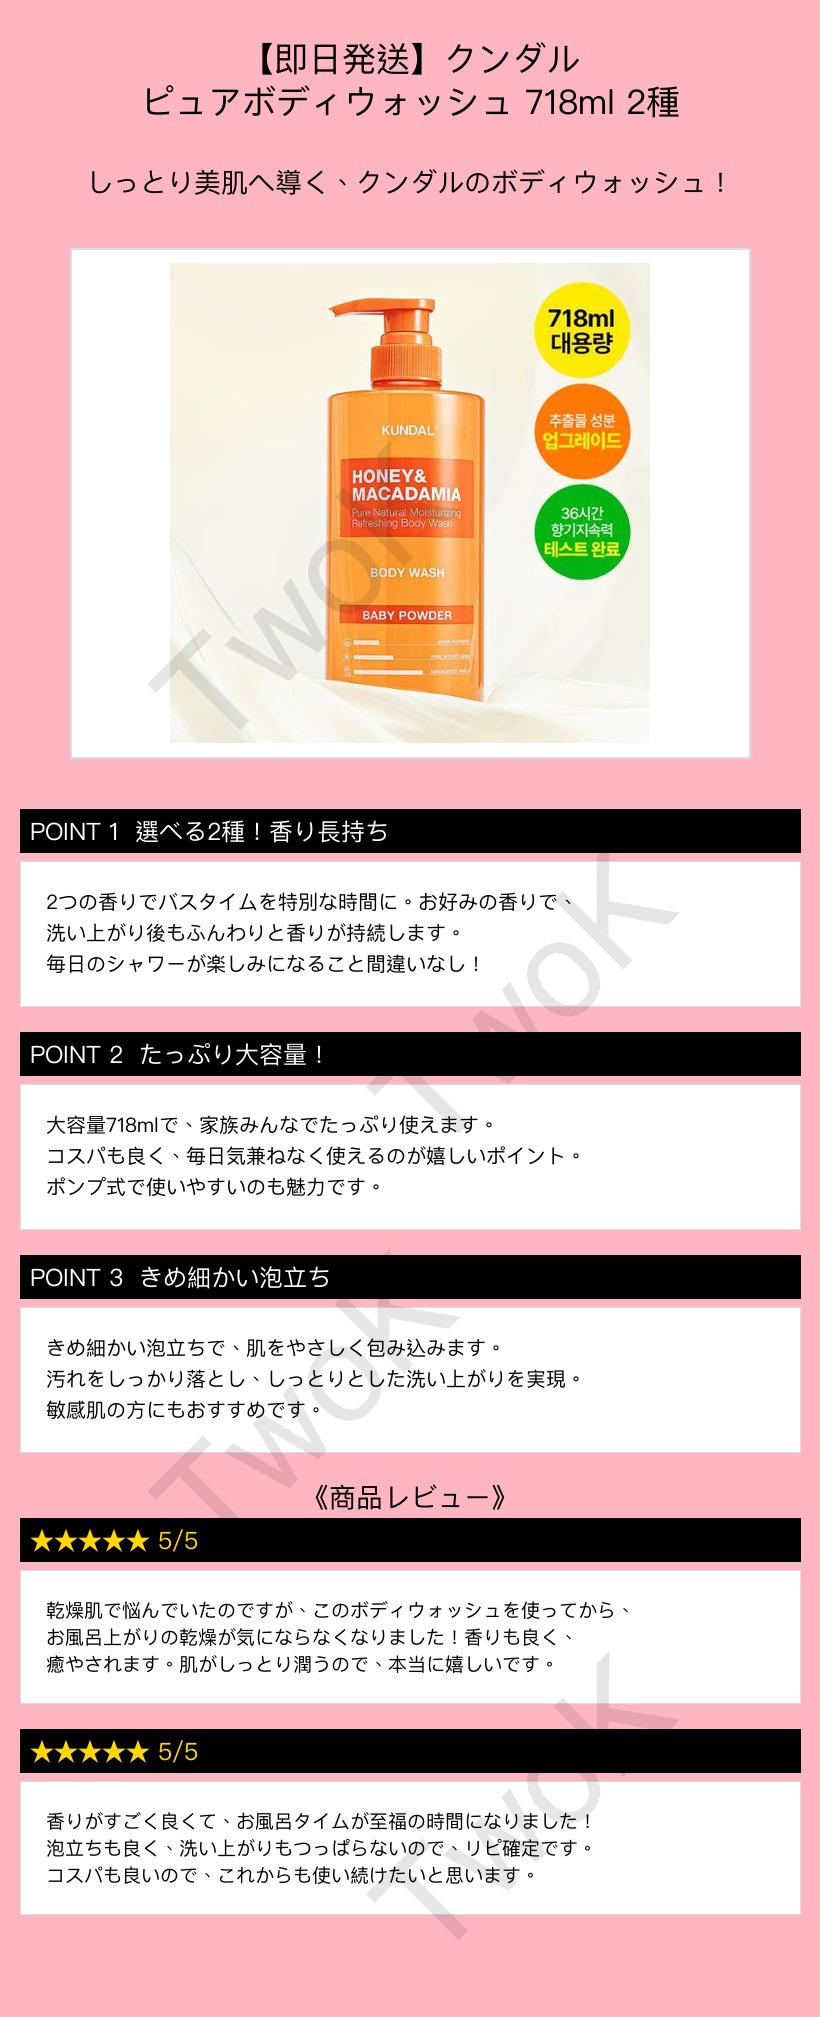 【即日発送】クンダル
ピュアボディウォッシュ 718ml 2種
しっとり美肌へ導く、クンダルのボディウォッシュ！
718ml
대용량
추출물 성분
업그레이드
36시간
향기지속력
테스트 완료
KUNDAL
HONEY&
MACADAMIA
Pure Natural Moisturizing
Refreshing Body Wash
BODY WASH
BABY POWDER
TwoK
POINT 1 選べる2種！香り長持ち
2つの香りでバスタイムを特別な時間に。お好みの香りで、
洗い上がり後もふんわりと香りが持続します。
毎日のシャワーが楽しみになること間違いなし！
TwoK
POINT 2 たっぷり大容量！
大容量718mlで、家族みんなでたっぷり使えます。
コスパも良く、毎日気兼ねなく使えるのが嬉しいポイント。
ポンプ式で使いやすいのも魅力です。
POINT 3 きめ細かい泡立ち
きめ細かい泡立ちで、肌をやさしく包み込みます。
汚れをしっかり落とし、しっとりとした洗い上がりを実現。
敏感肌の方にもおすすめです。
TwoK
《商品レビュー》
★★★★★ 5/5
乾燥肌で悩んでいたのですが、このボディウォッシュを使ってから、
お風呂上がりの乾燥が気にならなくなりました！香りも良く、
癒やされます。肌がしっとり潤うので、本当に嬉しいです。
★★★★★ 5/5
香りがすごく良くて、お風呂タイムが至福の時間になりました！
泡立ちも良く、洗い上がりもつっぱらないので、リピ確定です。
コスパも良いので、これからも使い続けたいと思います。
TwoK